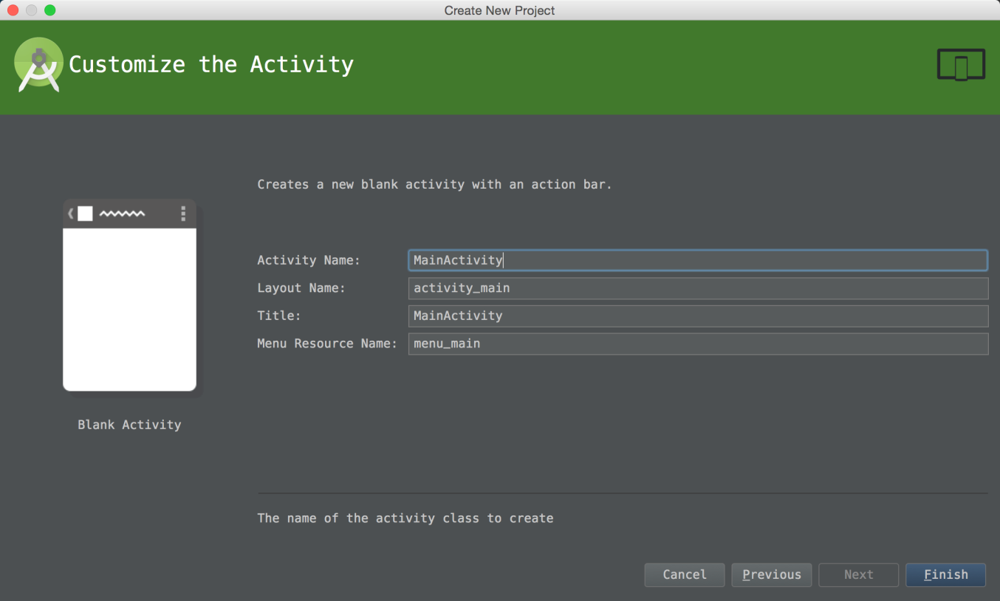 Create New Project
Customize the Activity
Creates a new blank activity with an action bar.
Activity Name: MainActivity
Layout Name: activity_main
Title: MainActivity
Menu Resource Name: menu_main
Blank Activity
The name of the activity class to create
Cancel Previous Next Finish